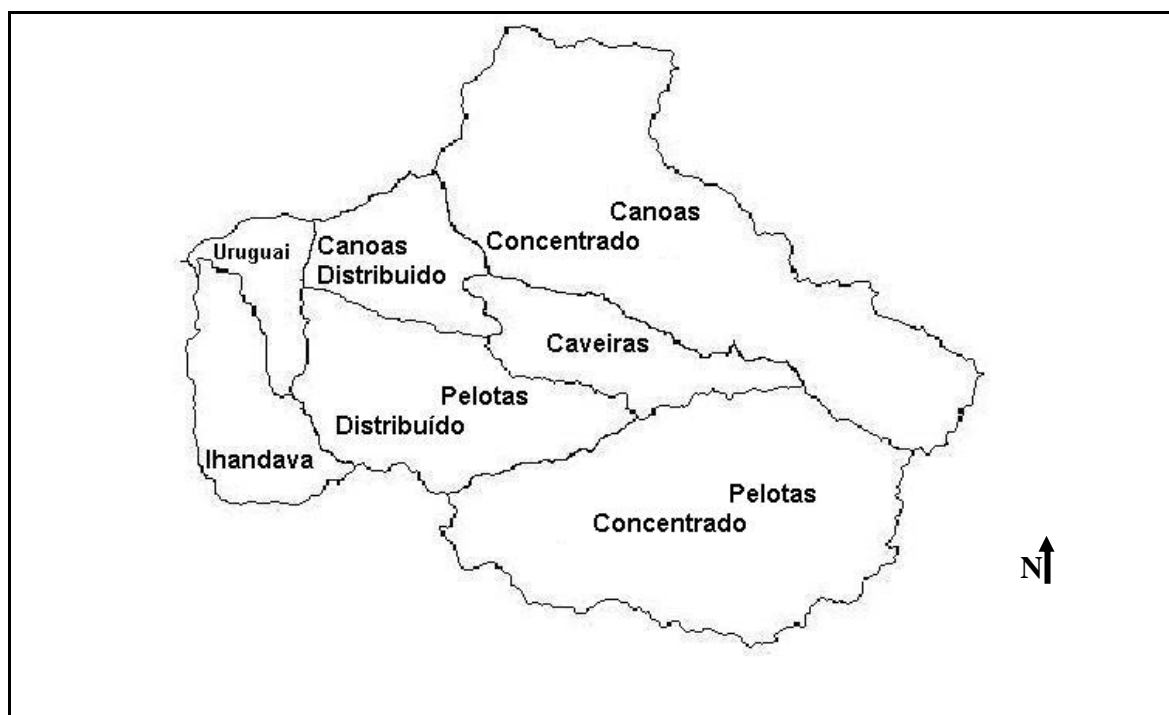 Canoas
Concentrado
Uruguai
Canoas
Distribuido
Caveiras
Pelotas
Distribuído
Ihandava
Pelotas
Concentrado
N